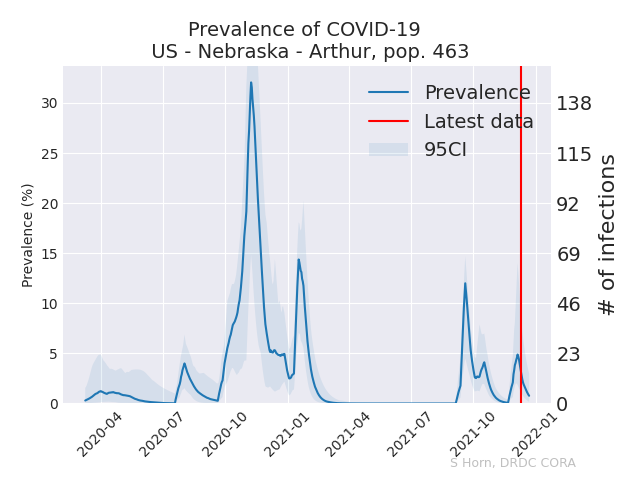 Prevalence of COVID-19
US - Nebraska - Arthur, pop. 463
Prevalence (%)
30
25
20
15
10
5
0
138
115
92
69
46
23
0
# of infections
Prevalence
Latest data
95CI
2020-04
2020-07
2020-10
2021-01
2021-04
2021-07
2021-10
2022-01
S Horn, DRDC CORA